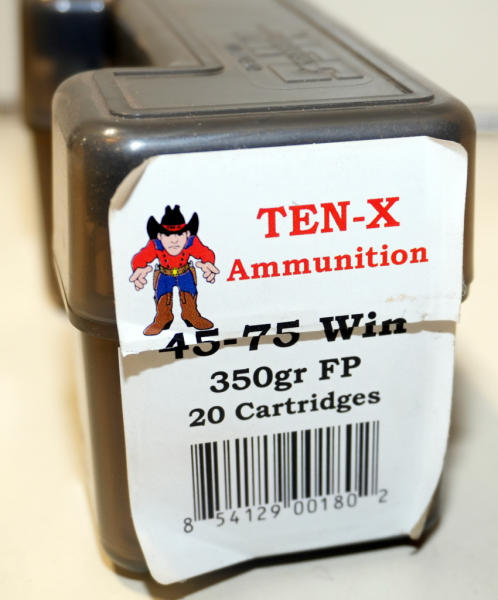 TEN-X
Ammunition
45-75 Win
350gr FP
20 Cartridges
8 54129 00180 2